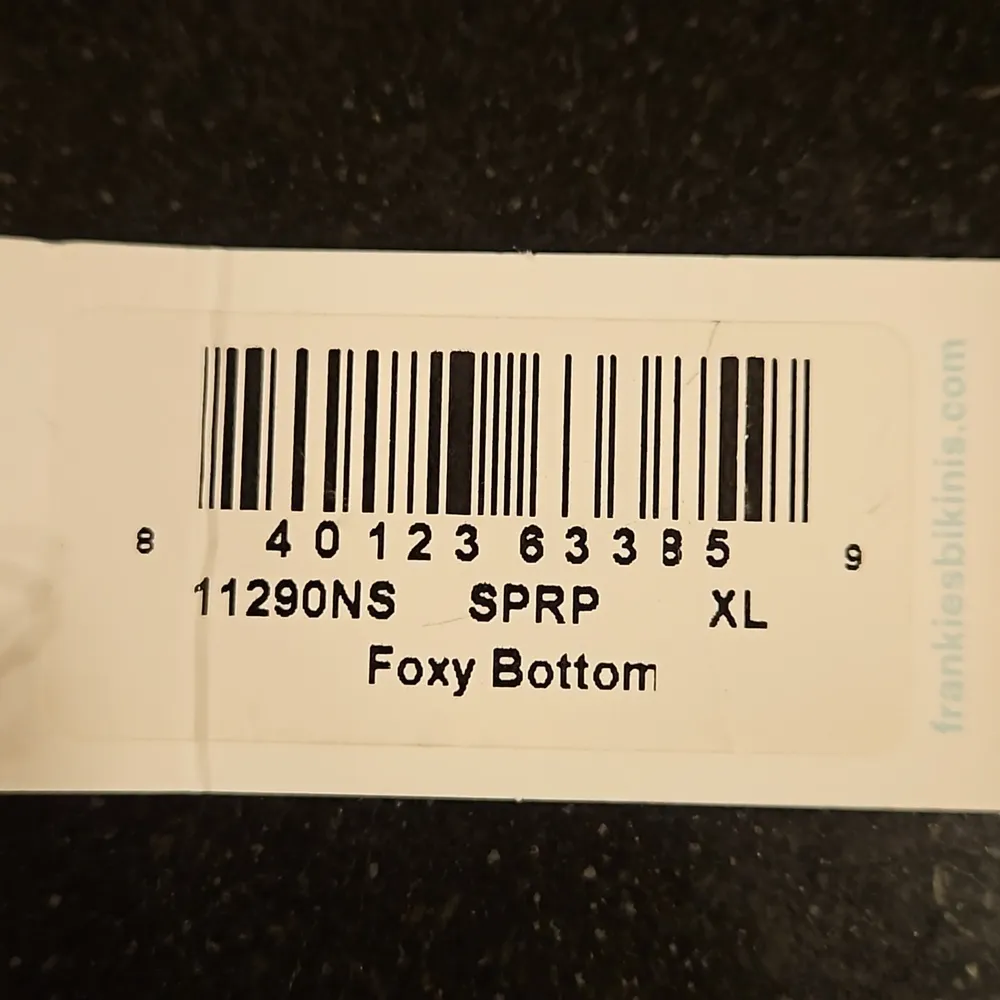 8 40123 63385 9
11290NS SPRP XL
Foxy Bottom
frankiesbikinis.com